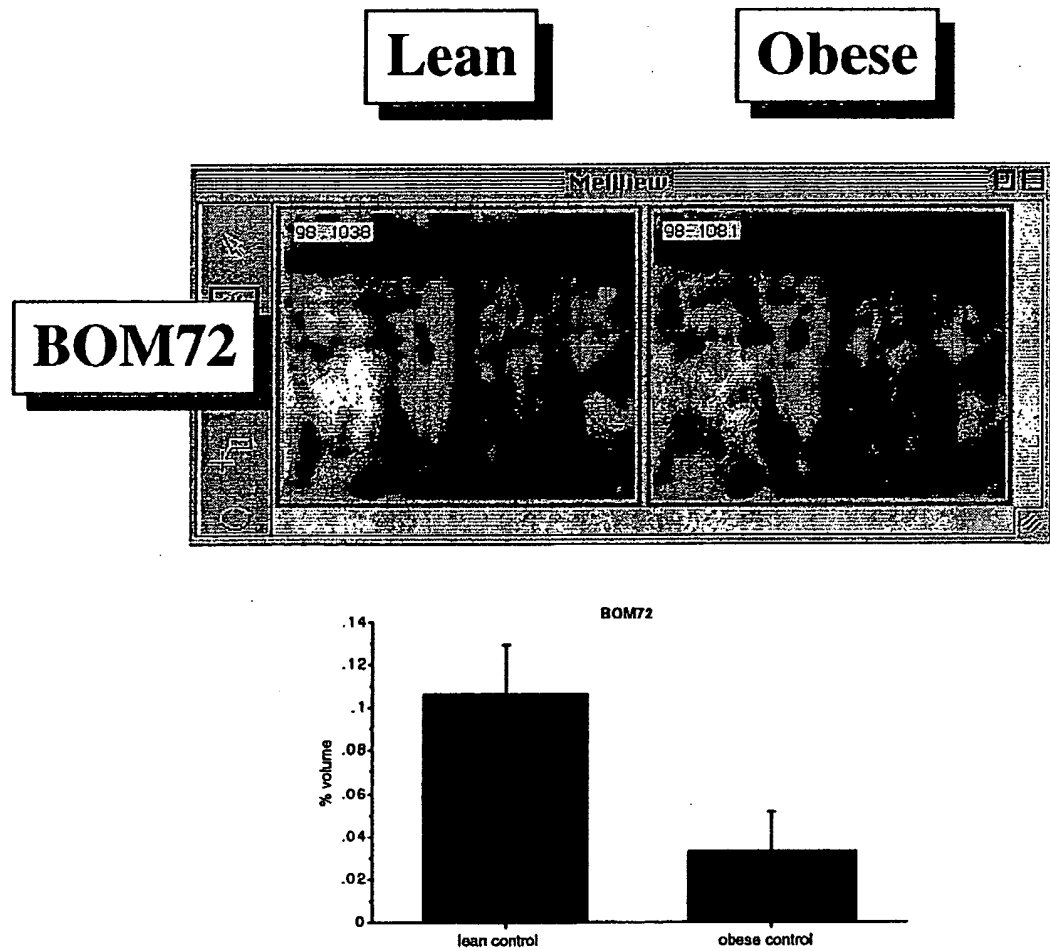 Lean Obese
MelView
98-1038 98-1081
BOM72
BOM72
.14
.12
.1
.08
.06
.04
.02
0
% volume
lean control obese control